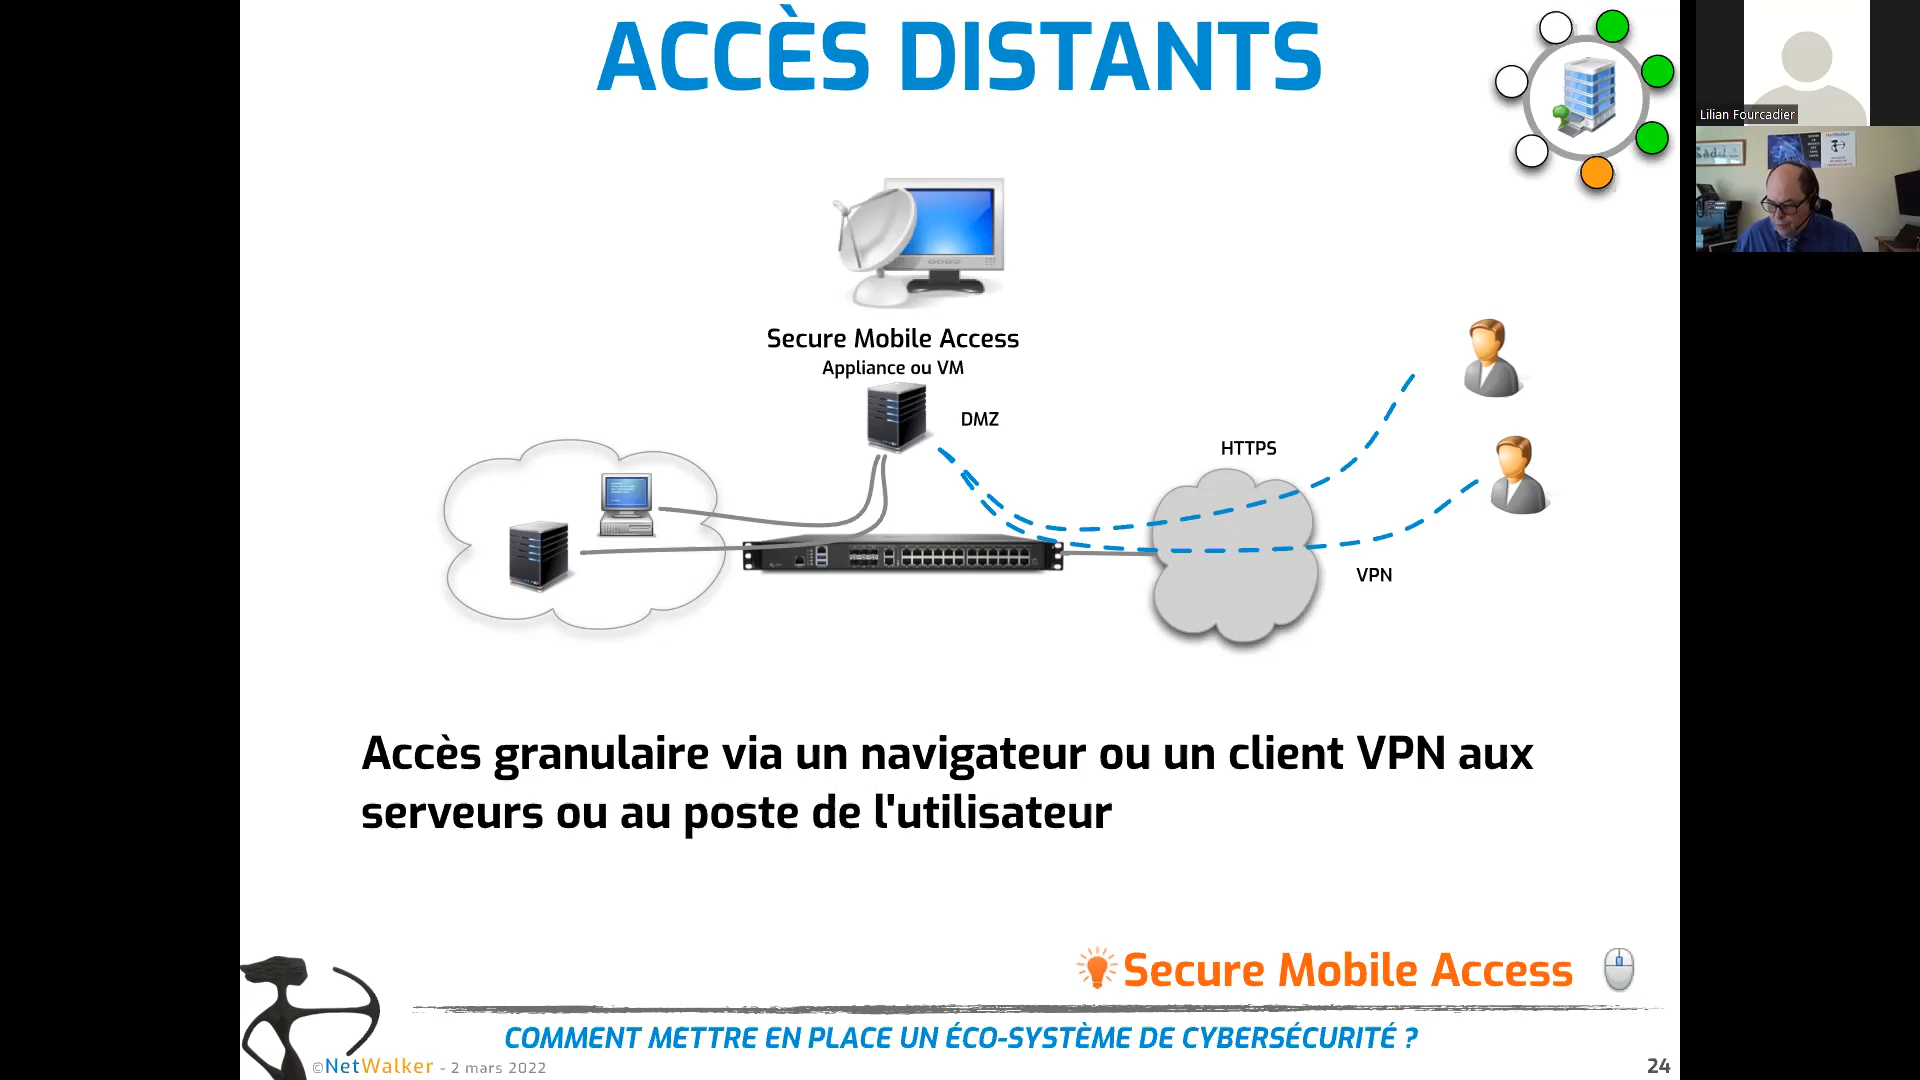 ACCÈS DISTANTS
Lilian Fourcadier
Secure Mobile Access
Appliance ou VM
DMZ
HTTPS
VPN
Accès granulaire via un navigateur ou un client VPN aux
serveurs ou au poste de l'utilisateur
Secure Mobile Access
COMMENT METTRE EN PLACE UN ÉCO-SYSTÈME DE CYBERSÉCURITÉ ?
©NetWalker - 2 mars 2022
24